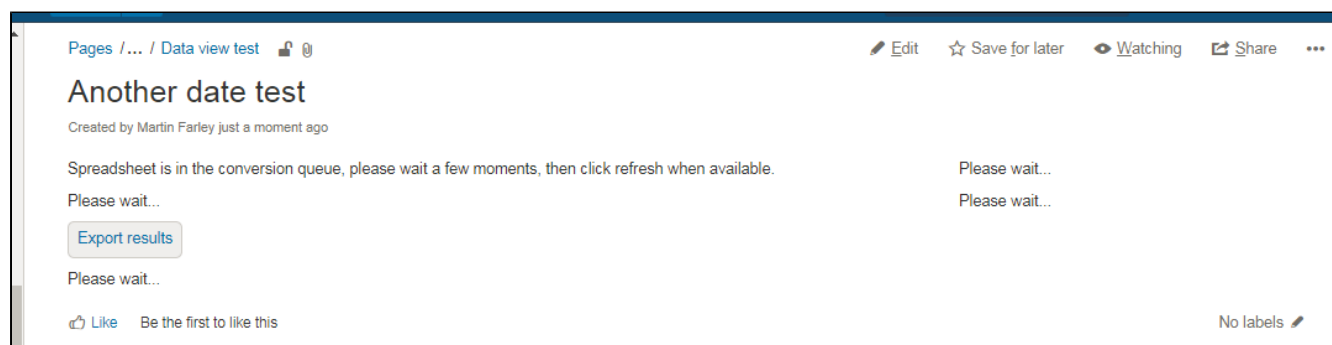 Pages /... / Data view test
Edit Save for later Watching Share •••
Another date test
Created by Martin Farley just a moment ago
Spreadsheet is in the conversion queue, please wait a few moments, then click refresh when available.
Please wait...
Please wait...
Please wait...
Export results
Please wait...
Like Be the first to like this
No labels